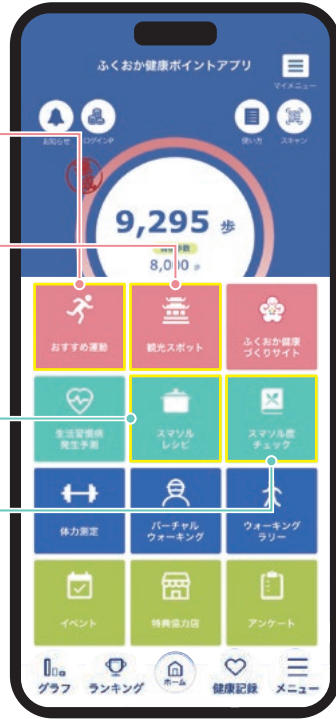 ふくおか健康ポイントアプリ
マイメニュー
お知らせ
ログインP
使い方
スキャン
9,295 歩
8,000 歩
おすすめ運動
観光スポット
ふくおか健康
づくりサイト
生活習慣病
発生予測
スマソル
レシピ
スマソル度
チェック
体力測定
バーチャル
ウォーキング
ウォーキング
ラリー
イベント
特典協力店
アンケート
グラフ
ランキング
ホーム
健康記録
メニュー